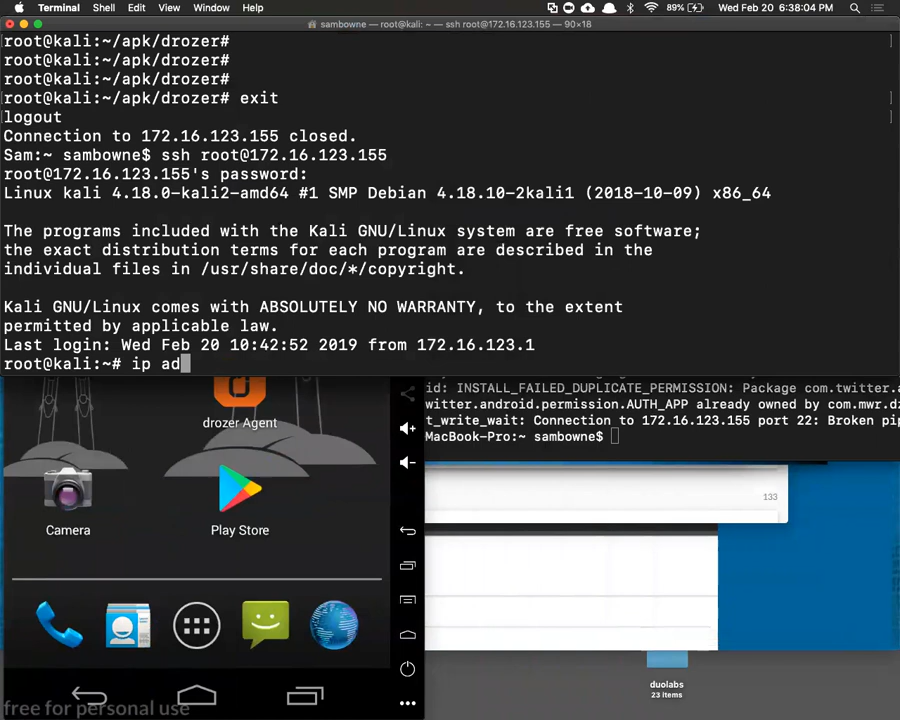 Terminal Shell Edit View Window Help 89% Wed Feb 20 6:38:04 PM
sambowne — root@kali: ~ — ssh root@172.16.123.155 — 90×18
root@kali:~/apk/drozer#
root@kali:~/apk/drozer#
root@kali:~/apk/drozer#
root@kali:~/apk/drozer# exit
logout
Connection to 172.16.123.155 closed.
Sam:~ sambowne$ ssh root@172.16.123.155
root@172.16.123.155's password:
Linux kali 4.18.0-kali2-amd64 #1 SMP Debian 4.18.10-2kali1 (2018-10-09) x86_64
The programs included with the Kali GNU/Linux system are free software;
the exact distribution terms for each program are described in the
individual files in /usr/share/doc/*/copyright.
Kali GNU/Linux comes with ABSOLUTELY NO WARRANTY, to the extent
permitted by applicable law.
Last login: Wed Feb 20 10:42:52 2019 from 172.16.123.1
root@kali:~# ip ad
id: INSTALL_FAILED_DUPLICATE_PERMISSION: Package com.twitter.a
witter.android.permission.AUTH_APP already owned by com.mwr.dz
t_write_wait: Connection to 172.16.123.155 port 22: Broken pip
MacBook-Pro:~ sambowne$
drozer Agent
Camera
Play Store
133
duolabs
23 items
free for personal use